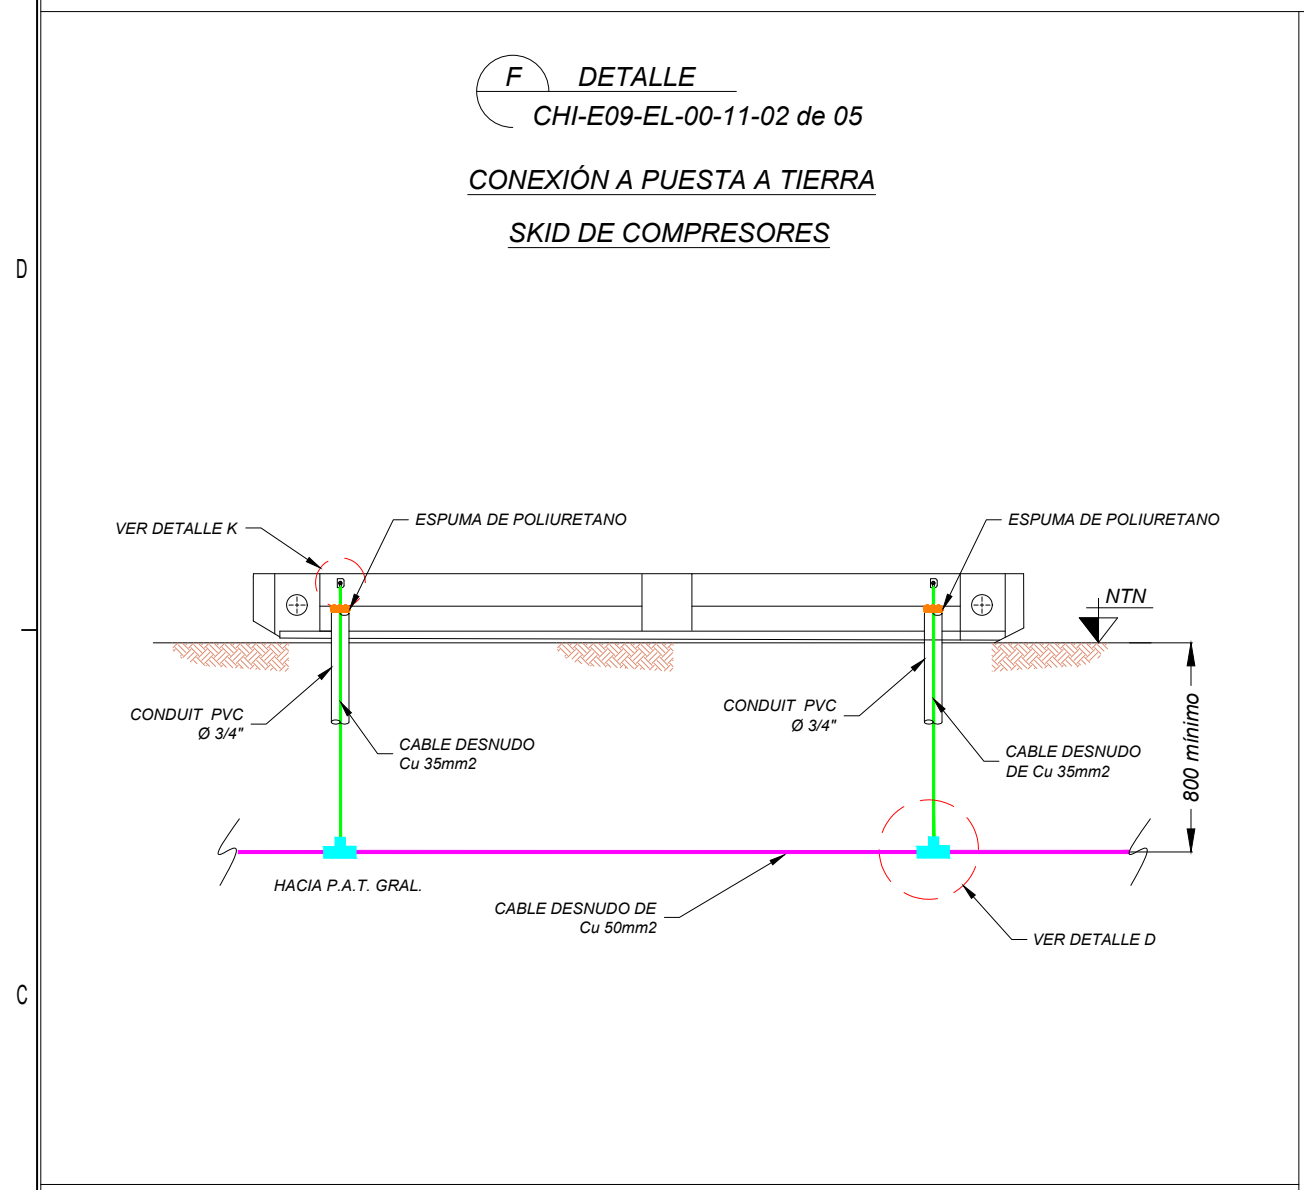 F DETALLE
CHI-E09-EL-00-11-02 de 05
CONEXIÓN A PUESTA A TIERRA
SKID DE COMPRESORES
D
VER DETALLE K
ESPUMA DE POLIURETANO
ESPUMA DE POLIURETANO
NTN
CONDUIT PVC
Ø 3/4"
CABLE DESNUDO
Cu 35mm2
CONDUIT PVC
Ø 3/4"
CABLE DESNUDO
DE Cu 35mm2
800 mínimo
HACIA P.A.T. GRAL.
CABLE DESNUDO DE
Cu 50mm2
VER DETALLE D
C